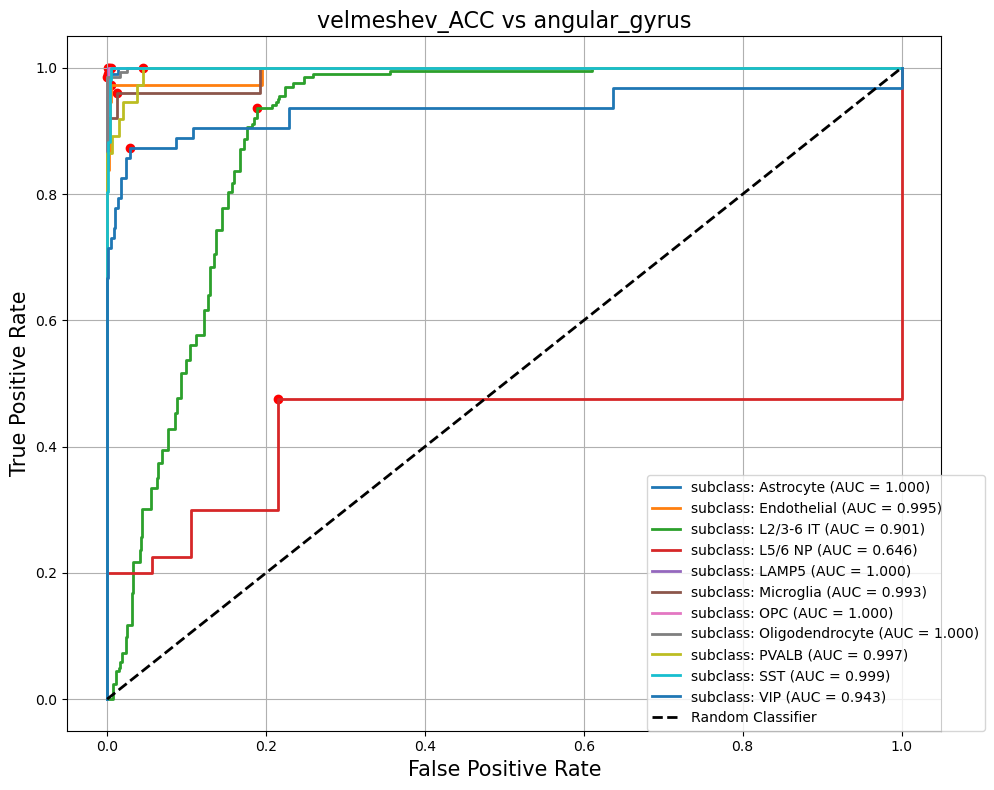 velmeshev_ACC vs angular_gyrus
1.0
0.8
0.6
0.4
0.2
0.0
True Positive Rate
0.0
0.2
0.4
0.6
0.8
1.0
False Positive Rate
subclass: Astrocyte (AUC = 1.000)
subclass: Endothelial (AUC = 0.995)
subclass: L2/3-6 IT (AUC = 0.901)
subclass: L5/6 NP (AUC = 0.646)
subclass: LAMP5 (AUC = 1.000)
subclass: Microglia (AUC = 0.993)
subclass: OPC (AUC = 1.000)
subclass: Oligodendrocyte (AUC = 1.000)
subclass: PVALB (AUC = 0.997)
subclass: SST (AUC = 0.999)
subclass: VIP (AUC = 0.943)
Random Classifier